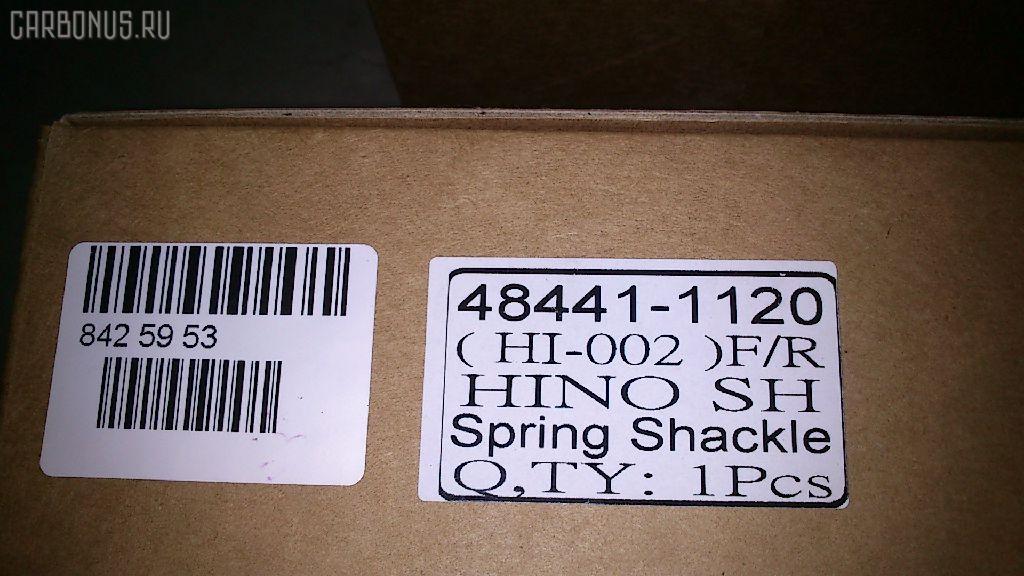 CARBONUS.RU
842 59 53
48441-1120
( HI-002 )F/R
HINO SH
Spring Shackle
Q,TY: 1Pcs